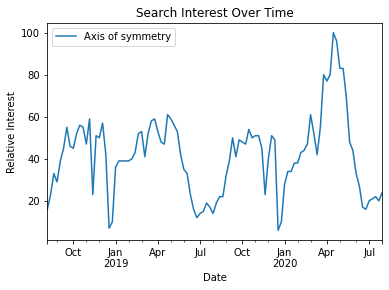 Search Interest Over Time
Axis of symmetry
100
80
60
40
20
Relative Interest
Oct Jan Apr Jul Oct Jan Apr Jul
2019 2020
Date